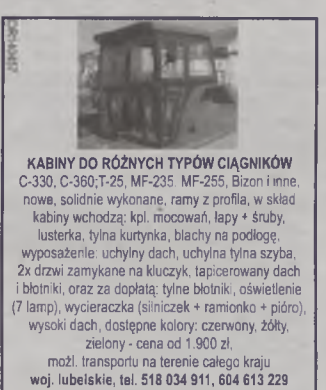 KABINY DO RÓŻNYCH TYPÓW CIĄGNIKÓW
C-330, C-360;T-25, MF-235. MF-255, Bizon i inne,
nowe, solidnie wykonane, ramy z profila, w skład
kabiny wchodzą: kpl. mocowań, łapy + śruby,
lusterka, tylna kurtynka, blachy na podłogę,
wyposażenie: uchylny dach, uchylna tylna szyba,
2x drzwi zamykane na kluczyk, tapicerowany dach
i błotniki, oraz za dopłatą: tylne błotniki, oświetlenie
(7 lamp), wycieraczka (silniczek + ramionko + pióro),
wysoki dach, dostępne kolory: czerwony, żółty,
zielony - cena od 1.900 zł,
możl. transportu na terenie całego kraju
woj. lubelskie, tel. 518 034 911, 604 613 229